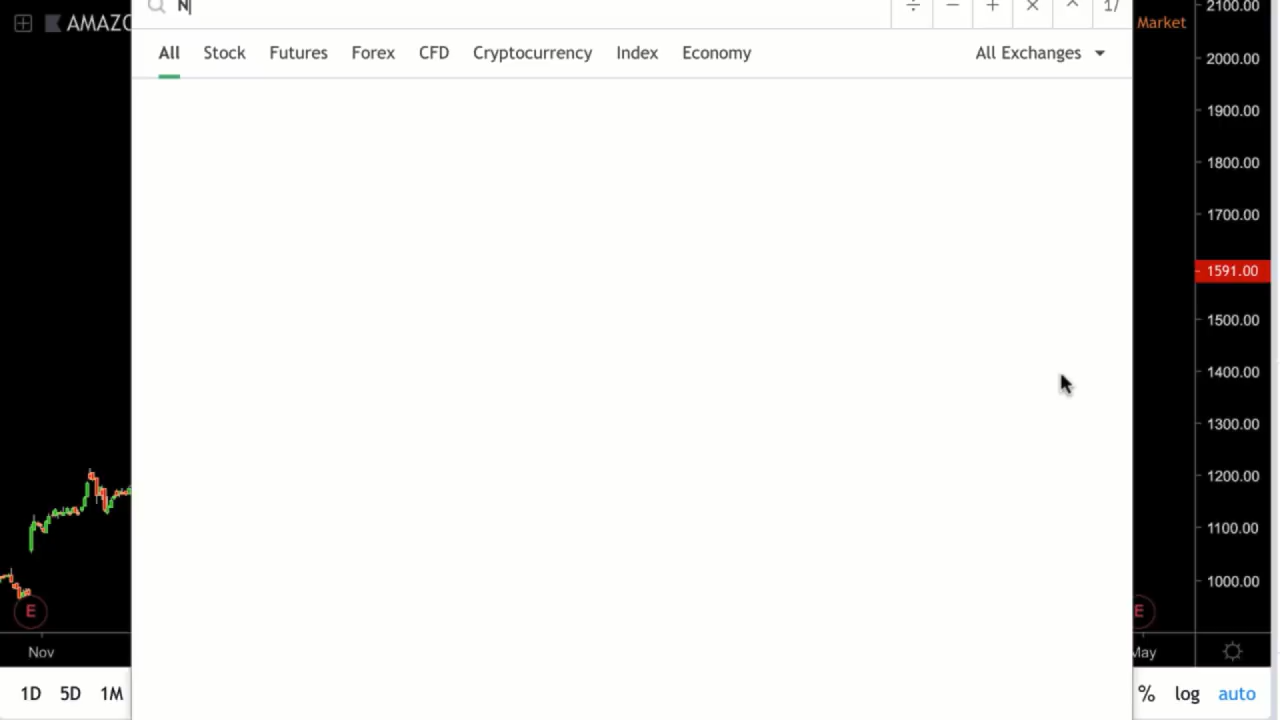 N
÷ − + × ^ 1/
AMAZO
Market
All Stock Futures Forex CFD Cryptocurrency Index Economy All Exchanges
2100.00
2000.00
1900.00
1800.00
1700.00
1591.00
1500.00
1400.00
1300.00
1200.00
1100.00
1000.00
E E
Nov May
1D 5D 1M % log auto